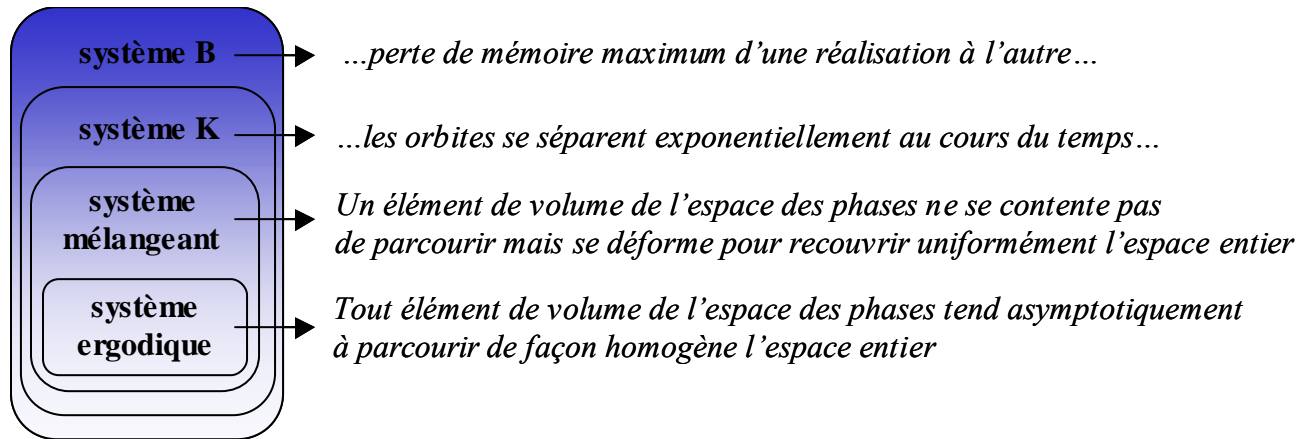 système B
…perte de mémoire maximum d’une réalisation à l’autre…
système K
…les orbites se séparent exponentiellement au cours du temps…
système
mélangeant
Un élément de volume de l’espace des phases ne se contente pas
de parcourir mais se déforme pour recouvrir uniformément l’espace entier
système
ergodique
Tout élément de volume de l’espace des phases tend asymptotiquement
à parcourir de façon homogène l’espace entier